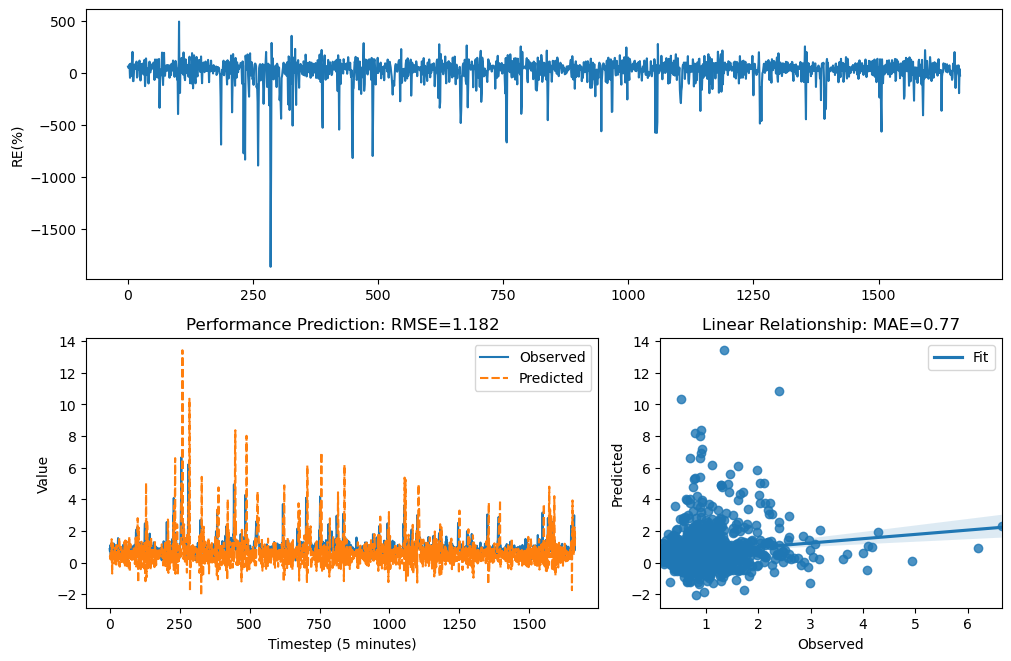 500
0
−500
−1000
−1500
RE(%)
0 250 500 750 1000 1250 1500
Performance Prediction: RMSE=1.182
14
12
10
8
6
4
2
0
−2
Value
Observed
Predicted
0 250 500 750 1000 1250 1500
Timestep (5 minutes)
Linear Relationship: MAE=0.77
14
12
10
8
6
4
2
0
−2
Predicted
Fit
1 2 3 4 5 6
Observed